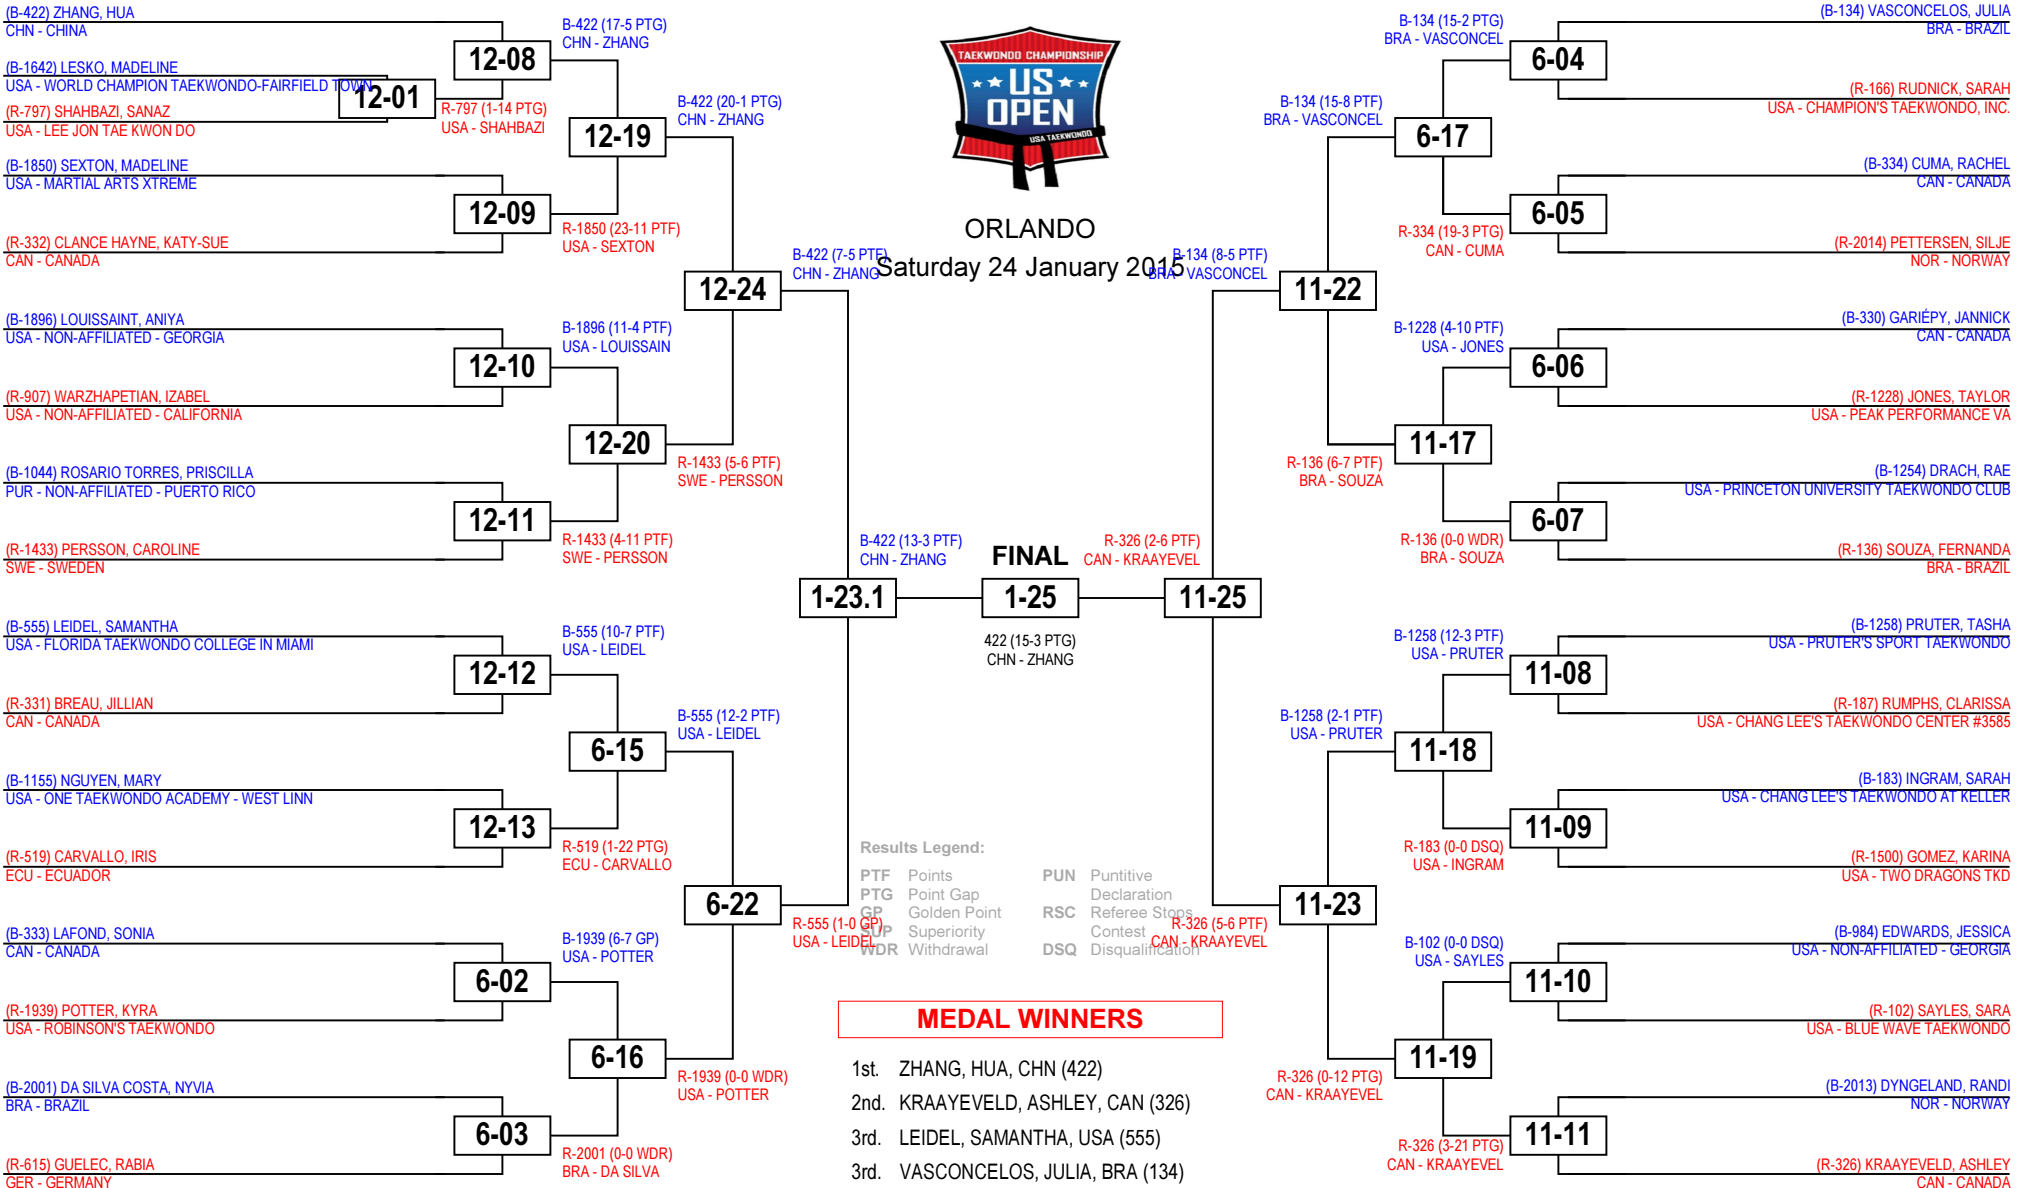 (B-422) ZHANG, HUA
CHN - CHINA
(B-1642) LESKO, MADELINE
USA - WORLD CHAMPION TAEKWONDO-FAIRFIELD TOWN
(R-797) SHAHBAZI, SANAZ
USA - LEE JON TAE KWON DO
(B-1850) SEXTON, MADELINE
USA - MARTIAL ARTS XTREME
(R-332) CLANCE HAYNE, KATY-SUE
CAN - CANADA
(B-1896) LOUISSAINT, ANIYA
USA - NON-AFFILIATED - GEORGIA
(R-907) WARZHAPETIAN, IZABEL
USA - NON-AFFILIATED - CALIFORNIA
(B-1044) ROSARIO TORRES, PRISCILLA
PUR - NON-AFFILIATED - PUERTO RICO
(R-1433) PERSSON, CAROLINE
SWE - SWEDEN
(B-555) LEIDEL, SAMANTHA
USA - FLORIDA TAEKWONDO COLLEGE IN MIAMI
(R-331) BREAU, JILLIAN
CAN - CANADA
(B-1155) NGUYEN, MARY
USA - ONE TAEKWONDO ACADEMY - WEST LINN
(R-519) CARVALLO, IRIS
ECU - ECUADOR
(B-333) LAFOND, SONIA
CAN - CANADA
(R-1939) POTTER, KYRA
USA - ROBINSON'S TAEKWONDO
(B-2001) DA SILVA COSTA, NYVIA
BRA - BRAZIL
(R-615) GUELEC, RABIA
GER - GERMANY
12-01
R-797 (1-14 PTG)
USA - SHAHBAZI
12-08
12-09
12-10
12-11
12-12
12-13
6-02
6-03
B-422 (17-5 PTG)
CHN - ZHANG
12-19
R-1850 (23-11 PTF)
USA - SEXTON
B-1896 (11-4 PTF)
USA - LOUISSAIN
12-20
R-1433 (4-11 PTF)
SWE - PERSSON
B-555 (10-7 PTF)
USA - LEIDEL
6-15
R-519 (1-22 PTG)
ECU - CARVALLO
B-1939 (6-7 GP)
USA - POTTER
6-16
R-2001 (0-0 WDR)
BRA - DA SILVA
B-422 (20-1 PTG)
CHN - ZHANG
12-24
R-1433 (5-6 PTF)
SWE - PERSSON
B-555 (12-2 PTF)
USA - LEIDEL
6-22
R-1939 (0-0 WDR)
USA - POTTER
B-422 (7-5 PTF)
CHN - ZHANG
1-23.1
R-555 (1-0 GP)
USA - LEIDEL
TAEKWONDO CHAMPIONSHIP
US
OPEN
USA TAEKWONDO
ORLANDO
Saturday 24 January 2015
B-422 (13-3 PTF)
CHN - ZHANG
FINAL
1-25
422 (15-3 PTG)
CHN - ZHANG
R-326 (2-6 PTF)
CAN - KRAAYEVEL
11-25
B-134 (8-5 PTF)
BRA - VASCONCEL
R-326 (5-6 PTF)
CAN - KRAAYEVEL
Results Legend:
PTF Points
PTG Point Gap
GP Golden Point
SUP Superiority
WDR Withdrawal
PUN Puntitive
Declaration
RSC Referee Stops
Contest
DSQ Disqualification
MEDAL WINNERS
1st. ZHANG, HUA, CHN (422)
2nd. KRAAYEVELD, ASHLEY, CAN (326)
3rd. LEIDEL, SAMANTHA, USA (555)
3rd. VASCONCELOS, JULIA, BRA (134)
B-134 (15-8 PTF)
BRA - VASCONCEL
11-22
R-136 (6-7 PTF)
BRA - SOUZA
B-1258 (2-1 PTF)
USA - PRUTER
11-23
R-326 (0-12 PTG)
CAN - KRAAYEVEL
B-134 (15-2 PTG)
BRA - VASCONCEL
6-17
R-334 (19-3 PTG)
CAN - CUMA
B-1228 (4-10 PTF)
USA - JONES
11-17
R-136 (0-0 WDR)
BRA - SOUZA
B-1258 (12-3 PTF)
USA - PRUTER
11-18
R-183 (0-0 DSQ)
USA - INGRAM
B-102 (0-0 DSQ)
USA - SAYLES
11-19
R-326 (3-21 PTG)
CAN - KRAAYEVEL
6-04
6-05
6-06
6-07
11-08
11-09
11-10
11-11
(B-134) VASCONCELOS, JULIA
BRA - BRAZIL
(R-166) RUDNICK, SARAH
USA - CHAMPION'S TAEKWONDO, INC.
(B-334) CUMA, RACHEL
CAN - CANADA
(R-2014) PETTERSEN, SILJE
NOR - NORWAY
(B-330) GARIÉPY, JANNICK
CAN - CANADA
(R-1228) JONES, TAYLOR
USA - PEAK PERFORMANCE VA
(B-1254) DRACH, RAE
USA - PRINCETON UNIVERSITY TAEKWONDO CLUB
(R-136) SOUZA, FERNANDA
BRA - BRAZIL
(B-1258) PRUTER, TASHA
USA - PRUTER'S SPORT TAEKWONDO
(R-187) RUMPHS, CLARISSA
USA - CHANG LEE'S TAEKWONDO CENTER #3585
(B-183) INGRAM, SARAH
USA - CHANG LEE'S TAEKWONDO AT KELLER
(R-1500) GOMEZ, KARINA
USA - TWO DRAGONS TKD
(B-984) EDWARDS, JESSICA
USA - NON-AFFILIATED - GEORGIA
(R-102) SAYLES, SARA
USA - BLUE WAVE TAEKWONDO
(B-2013) DYNGELAND, RANDI
NOR - NORWAY
(R-326) KRAAYEVELD, ASHLEY
CAN - CANADA